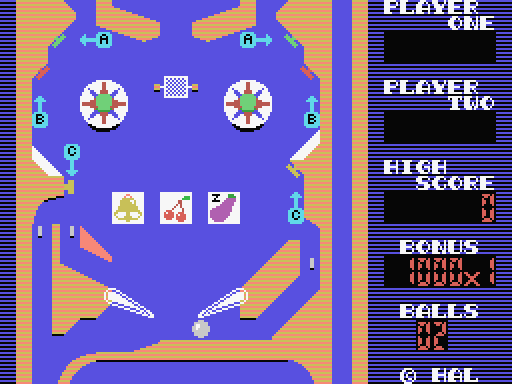 A
A
PLAYER
ONE
B
B
PLAYER
TWO
C
HIGH
SCORE
0
Z
C
BONUS
1000x1
BALLS
02
© HAL